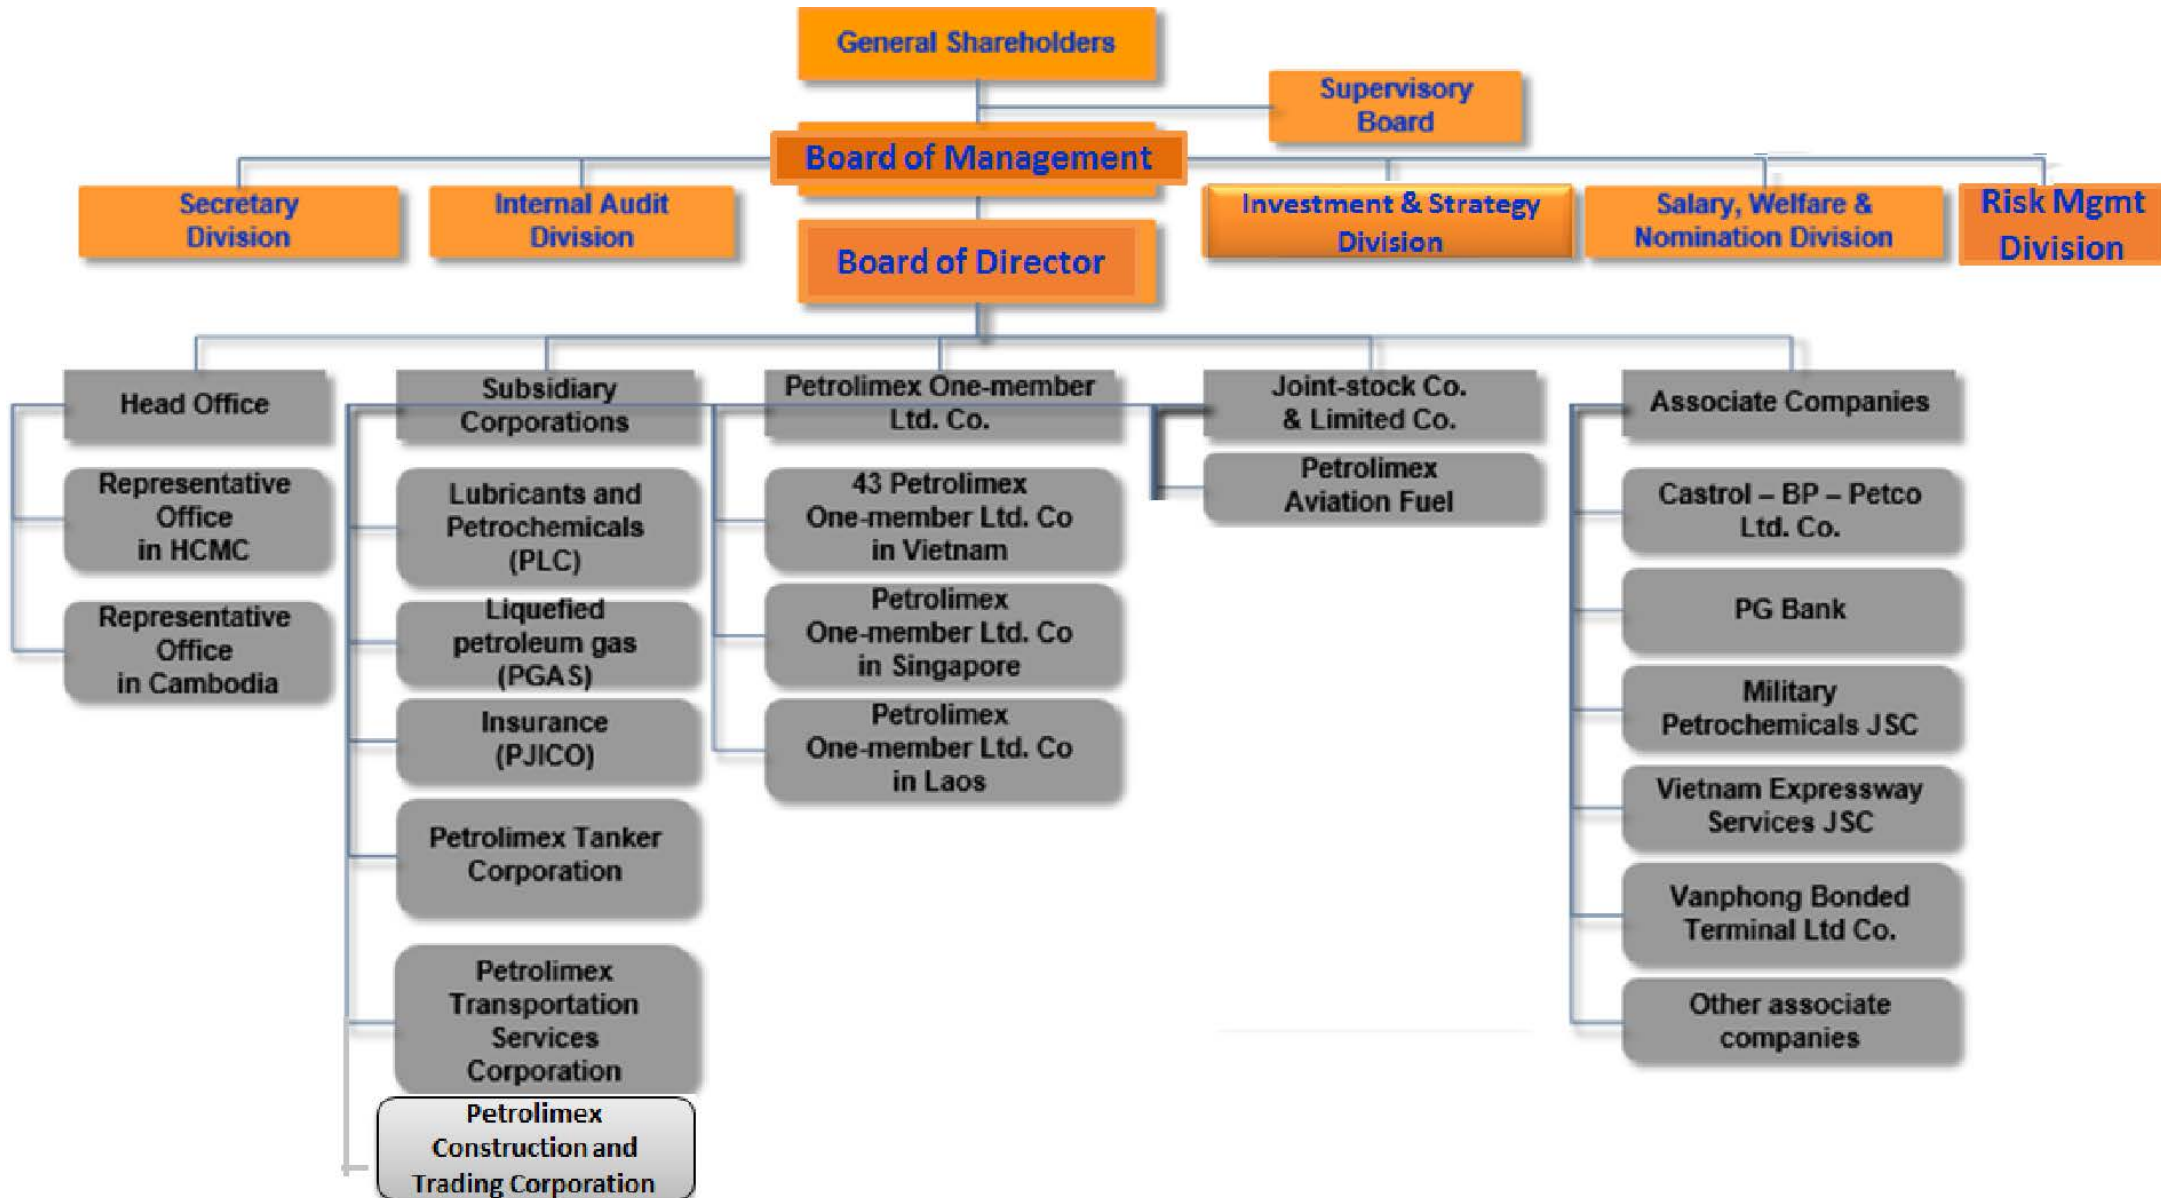 General Shareholders
Supervisory
Board
Board of Management
Secretary
Division
Internal Audit
Division
Investment & Strategy
Division
Salary, Welfare &
Nomination Division
Risk Mgmt
Division
Board of Director
Head Office
Representative
Office
in HCMC
Representative
Office
in Cambodia
Subsidiary
Corporations
Lubricants and
Petrochemicals
(PLC)
Liquefied
petroleum gas
(PGAS)
Insurance
(PJICO)
Petrolimex Tanker
Corporation
Petrolimex
Transportation
Services
Corporation
Petrolimex
Construction and
Trading Corporation
Petrolimex One-member
Ltd. Co.
43 Petrolimex
One-member Ltd. Co
in Vietnam
Petrolimex
One-member Ltd. Co
in Singapore
Petrolimex
One-member Ltd. Co
in Laos
Joint-stock Co.
& Limited Co.
Petrolimex
Aviation Fuel
Associate Companies
Castrol – BP – Petco
Ltd. Co.
PG Bank
Military
Petrochemicals JSC
Vietnam Expressway
Services JSC
Vanphong Bonded
Terminal Ltd Co.
Other associate
companies